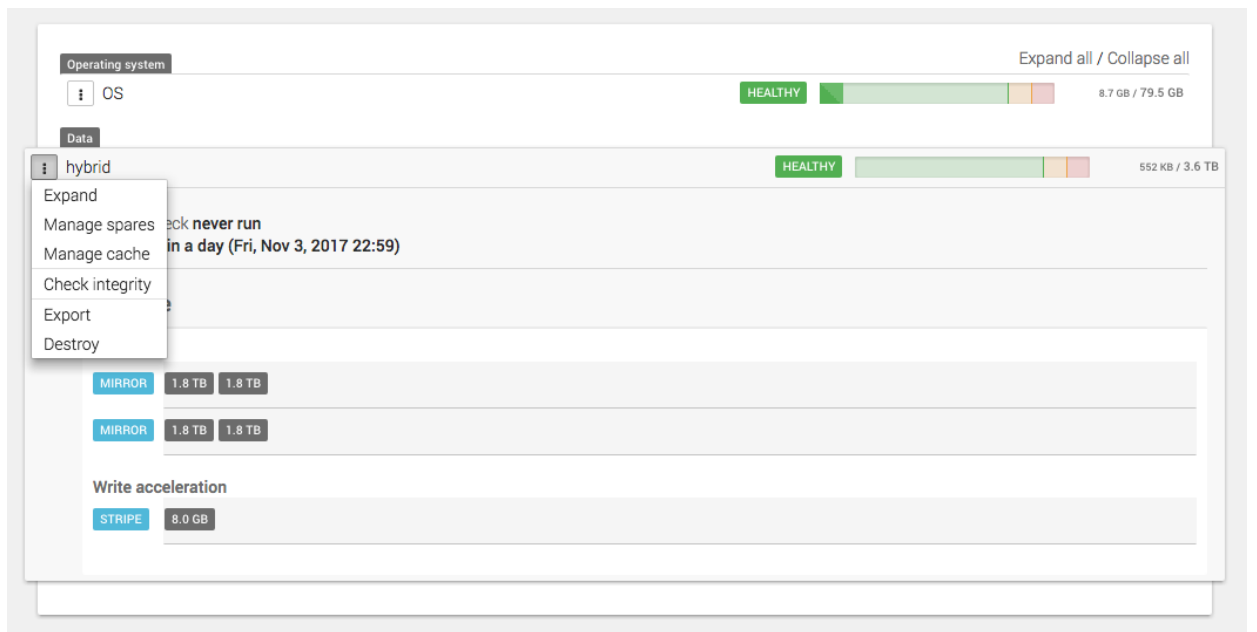 Operating system
Expand all / Collapse all
OS
HEALTHY
8.7 GB / 79.5 GB
Data
hybrid
HEALTHY
552 KB / 3.6 TB
Expand
Manage spares
never run
Manage cache
in a day (Fri, Nov 3, 2017 22:59)
Check integrity
Export
Destroy
MIRROR 1.8 TB 1.8 TB
MIRROR 1.8 TB 1.8 TB
Write acceleration
STRIPE 8.0 GB